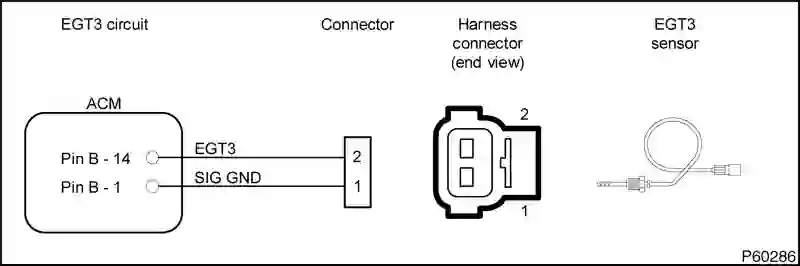 EGT3 circuit
Connector
Harness
connector
(end view)
EGT3
sensor
ACM
Pin B - 14
EGT3
2
Pin B - 1
SIG GND
1
2
1
P60286